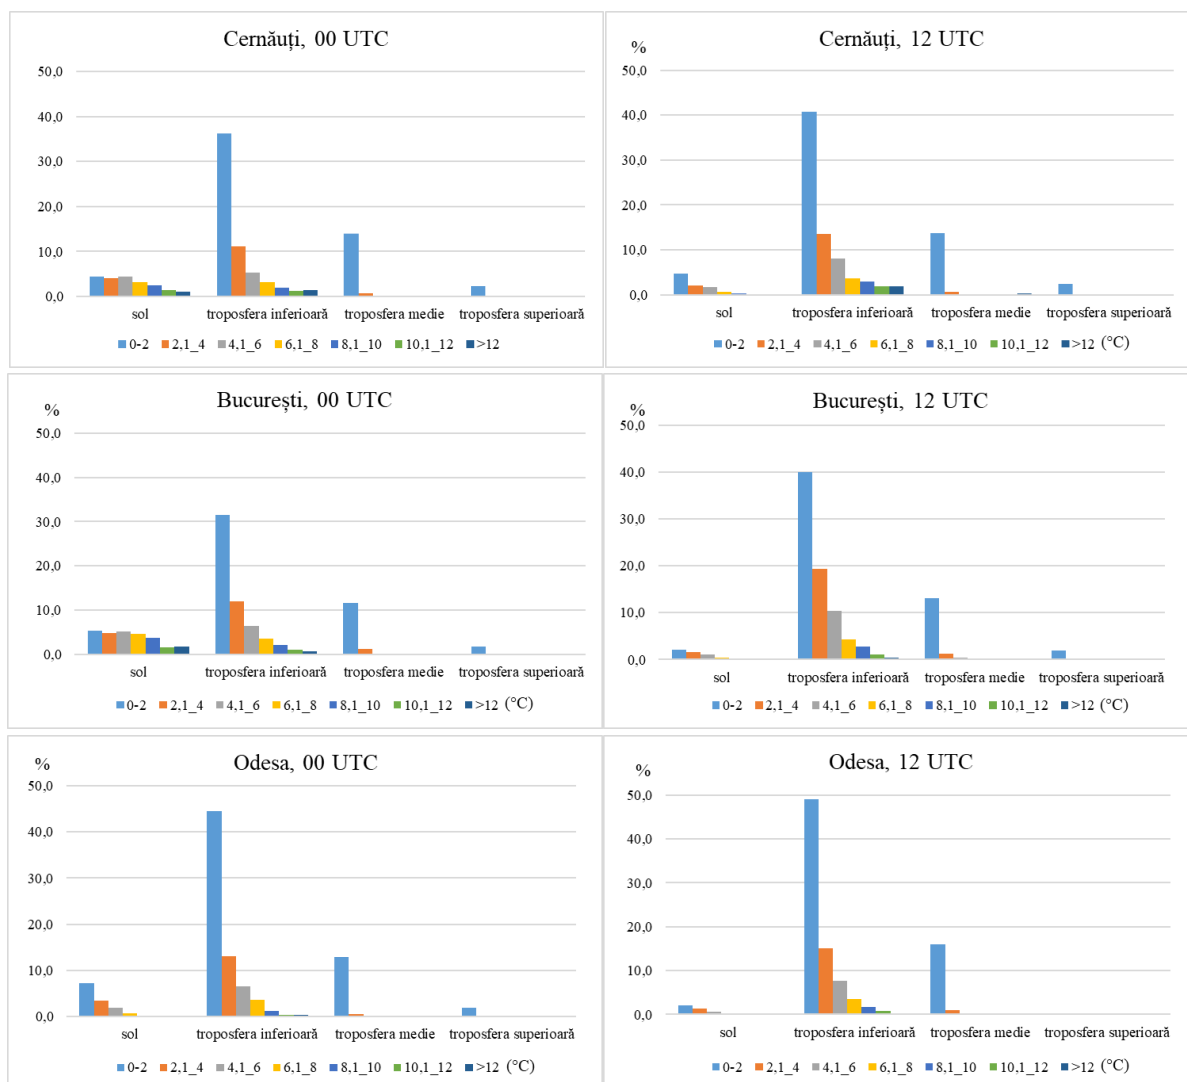 Cernăuți, 00 UTC
50,0
40,0
30,0
20,0
10,0
0,0
sol troposfera inferioară troposfera medie troposfera superioară
0-2 2,1_4 4,1_6 6,1_8 8,1_10 10,1_12 >12
Cernăuți, 12 UTC
%
50,0
40,0
30,0
20,0
10,0
0,0
sol troposfera inferioară troposfera medie troposfera superioară
0-2 2,1_4 4,1_6 6,1_8 8,1_10 10,1_12 >12 (°C)
București, 00 UTC
%
50,0
40,0
30,0
20,0
10,0
0,0
sol troposfera inferioară troposfera medie troposfera superioară
0-2 2,1_4 4,1_6 6,1_8 8,1_10 10,1_12 >12 (°C)
București, 12 UTC
%
50,0
40,0
30,0
20,0
10,0
0,0
sol troposfera inferioară troposfera medie troposfera superioară
0-2 2,1_4 4,1_6 6,1_8 8,1_10 10,1_12 >12 (°C)
Odesa, 00 UTC
%
50,0
40,0
30,0
20,0
10,0
0,0
sol troposfera inferioară troposfera medie troposfera superioară
0-2 2,1_4 4,1_6 6,1_8 8,1_10 10,1_12 >12 (°C)
Odesa, 12 UTC
%
50,0
40,0
30,0
20,0
10,0
0,0
sol troposfera inferioară troposfera medie troposfera superioară
0-2 2,1_4 4,1_6 6,1_8 8,1_10 10,1_12 >12 (°C)